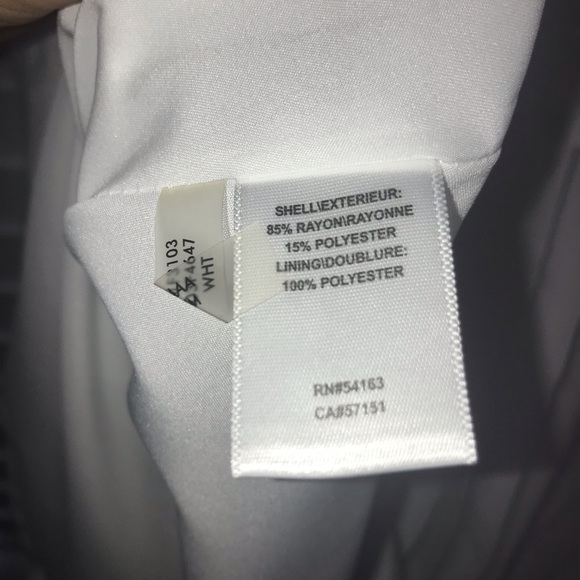 SHELL\EXTERIEUR:
85% RAYON\RAYONNE
15% POLYESTER
LINING\DOUBLURE:
100% POLYESTER
RN#54163
CA#57151
WHT